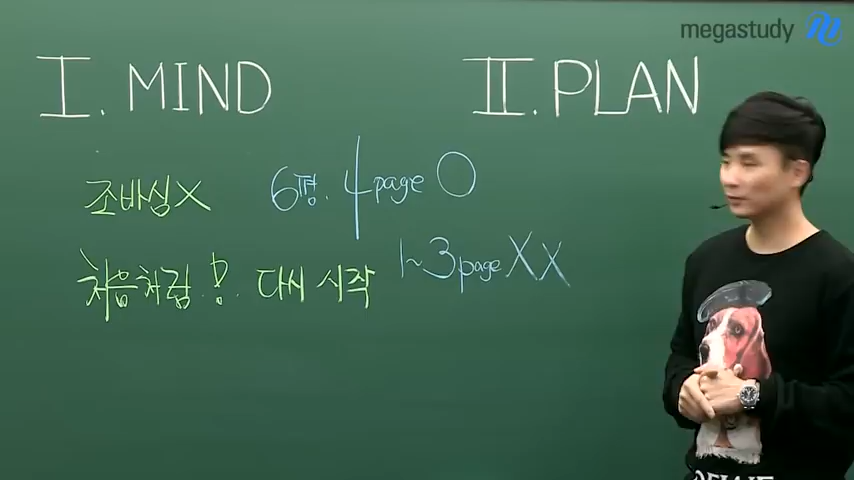 megastudy
I. MIND
II. PLAN
조바심X
6평. 4page O
1~3page XX
처음처럼! 다시 시작